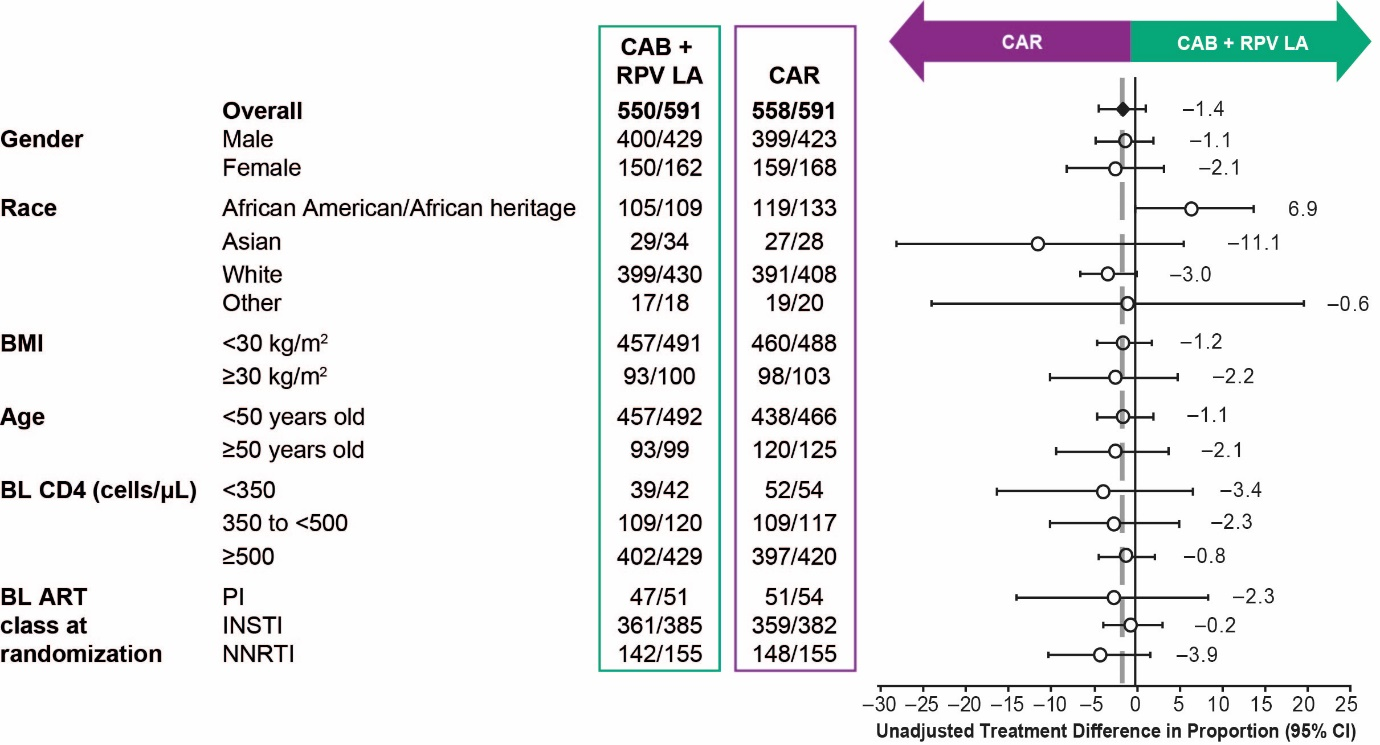 CAR
CAB + RPV LA
CAB +
RPV LA
CAR
Overall 550/591 558/591 −1.4
Gender Male 400/429 399/423 −1.1
Female 150/162 159/168 −2.1
Race African American/African heritage 105/109 119/133 6.9
Asian 29/34 27/28 −11.1
White 399/430 391/408 −3.0
Other 17/18 19/20 −0.6
BMI <30 kg/m² 457/491 460/488 −1.2
≥30 kg/m² 93/100 98/103 −2.2
Age <50 years old 457/492 438/466 −1.1
≥50 years old 93/99 120/125 −2.1
BL CD4 (cells/µL) <350 39/42 52/54 −3.4
350 to <500 109/120 109/117 −2.3
≥500 402/429 397/420 −0.8
BL ART PI 47/51 51/54 −2.3
class at INSTI 361/385 359/382 −0.2
randomization NNRTI 142/155 148/155 −3.9
−30 −25 −20 −15 −10 −5 0 5 10 15 20 25
Unadjusted Treatment Difference in Proportion (95% CI)